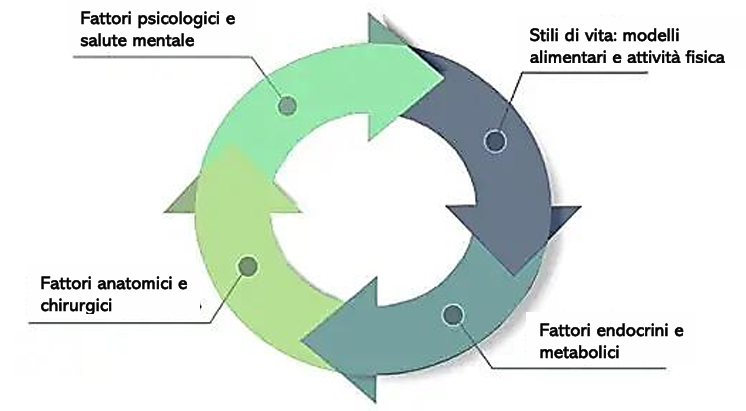 Fattori psicologici e
salute mentale
Stili di vita: modelli
alimentari e attività fisica
Fattori anatomici e
chirurgici
Fattori endocrini e
metabolici